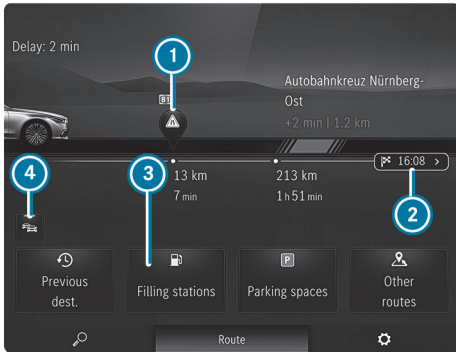 Delay: 2 min
1
Autobahnkreuz Nürnberg-
Ost
+2 min | 1.2 km
16:08 >
4
3
13 km
213 km
7 min
1 h 51 min
2
P
Previous
dest.
Filling stations
Parking spaces
Other
routes
Route